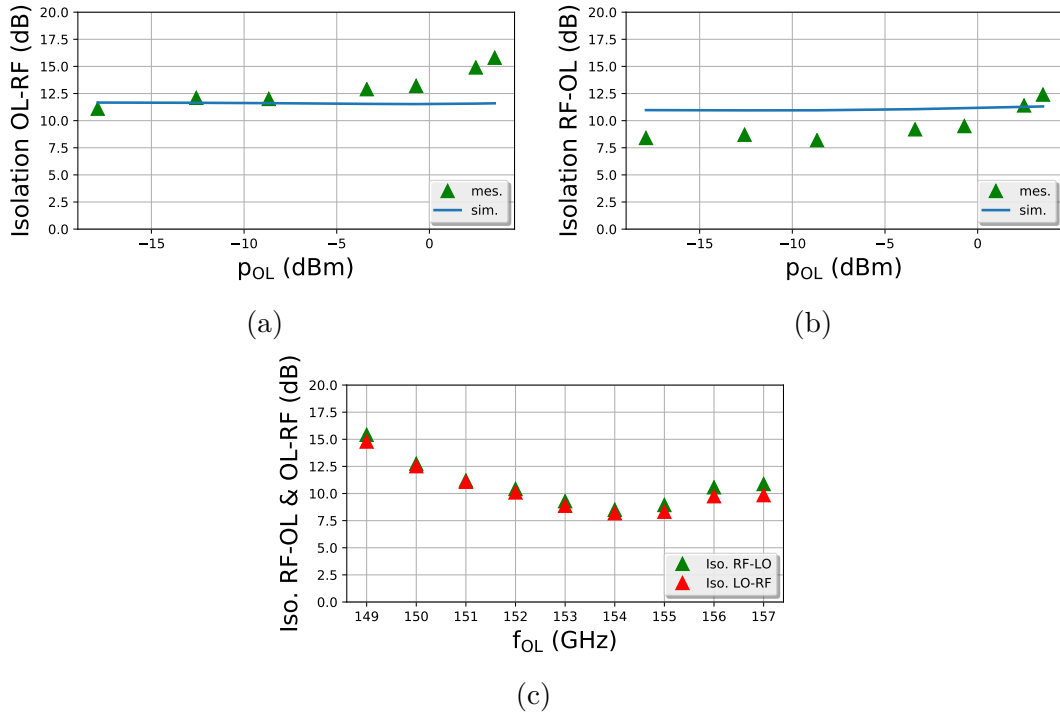 Isolation OL-RF (dB)
20.0
17.5
15.0
12.5
10.0
7.5
5.0
2.5
0.0
mes.
sim.
−15 −10 −5 0
pOL (dBm)
(a)
Isolation RF-OL (dB)
20.0
17.5
15.0
12.5
10.0
7.5
5.0
2.5
0.0
mes.
sim.
−15 −10 −5 0
pOL (dBm)
(b)
Iso. RF-OL & OL-RF (dB)
20.0
17.5
15.0
12.5
10.0
7.5
5.0
2.5
0.0
Iso. RF-LO
Iso. LO-RF
149 150 151 152 153 154 155 156 157
fOL (GHz)
(c)